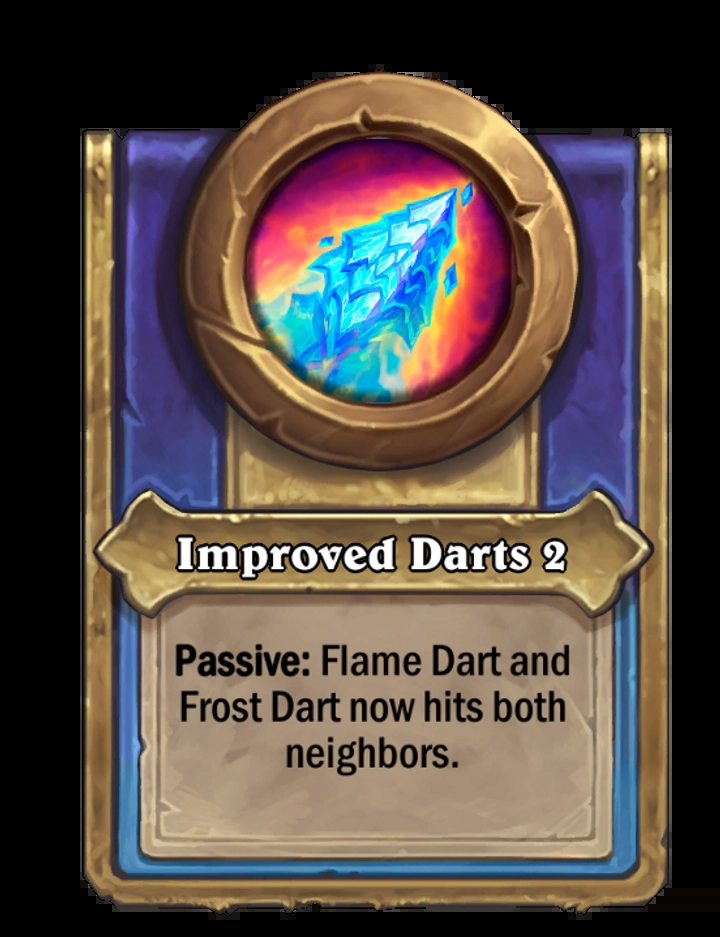 Improved Darts 2
Passive: Flame Dart and
Frost Dart now hits both
neighbors.